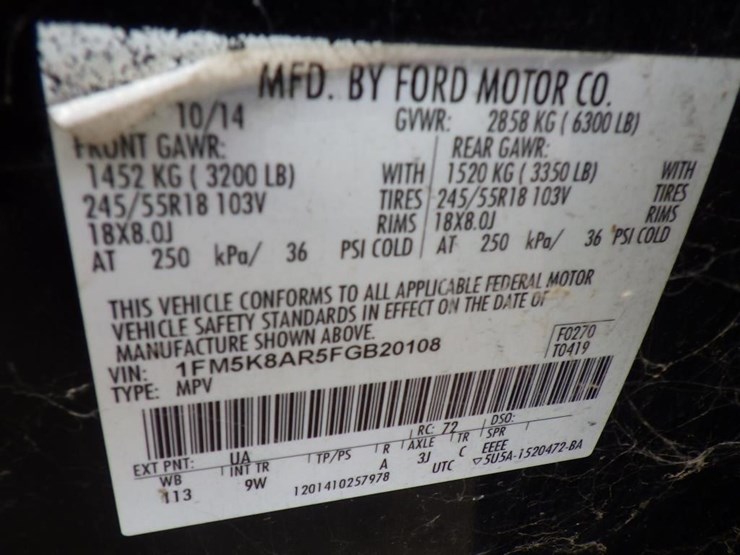 MFD. BY FORD MOTOR CO.
10/14 GVWR: 2858 KG ( 6300 LB)
FRONT GAWR: REAR GAWR:
1452 KG ( 3200 LB) WITH 1520 KG ( 3350 LB) WITH
245/55R18 103V TIRES 245/55R18 103V TIRES
18X8.0J RIMS 18X8.0J RIMS
AT 250 kPa/ 36 PSI COLD AT 250 kPa/ 36 PSI COLD
THIS VEHICLE CONFORMS TO ALL APPLICABLE FEDERAL MOTOR
VEHICLE SAFETY STANDARDS IN EFFECT ON THE DATE OF
MANUFACTURE SHOWN ABOVE.
VIN: 1FM5K8AR5FGB20108 F0270
TYPE: MPV T0419
EXT PNT: UA RC: 72 DSO:
WB INT TR TP/PS R AXLE TR SPR
113 9W A 3J C EEEE
1201410257978 UTC ▽5U5A-1520472-BA